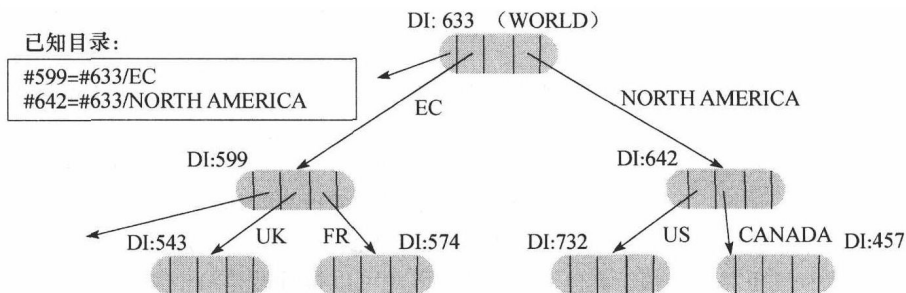 DI: 633 （WORLD）
已知目录：
#599=#633/EC
#642=#633/NORTH AMERICA
EC
NORTH AMERICA
DI:599
DI:642
DI:543
UK
FR
DI:574
DI:732
US
CANADA
DI:457